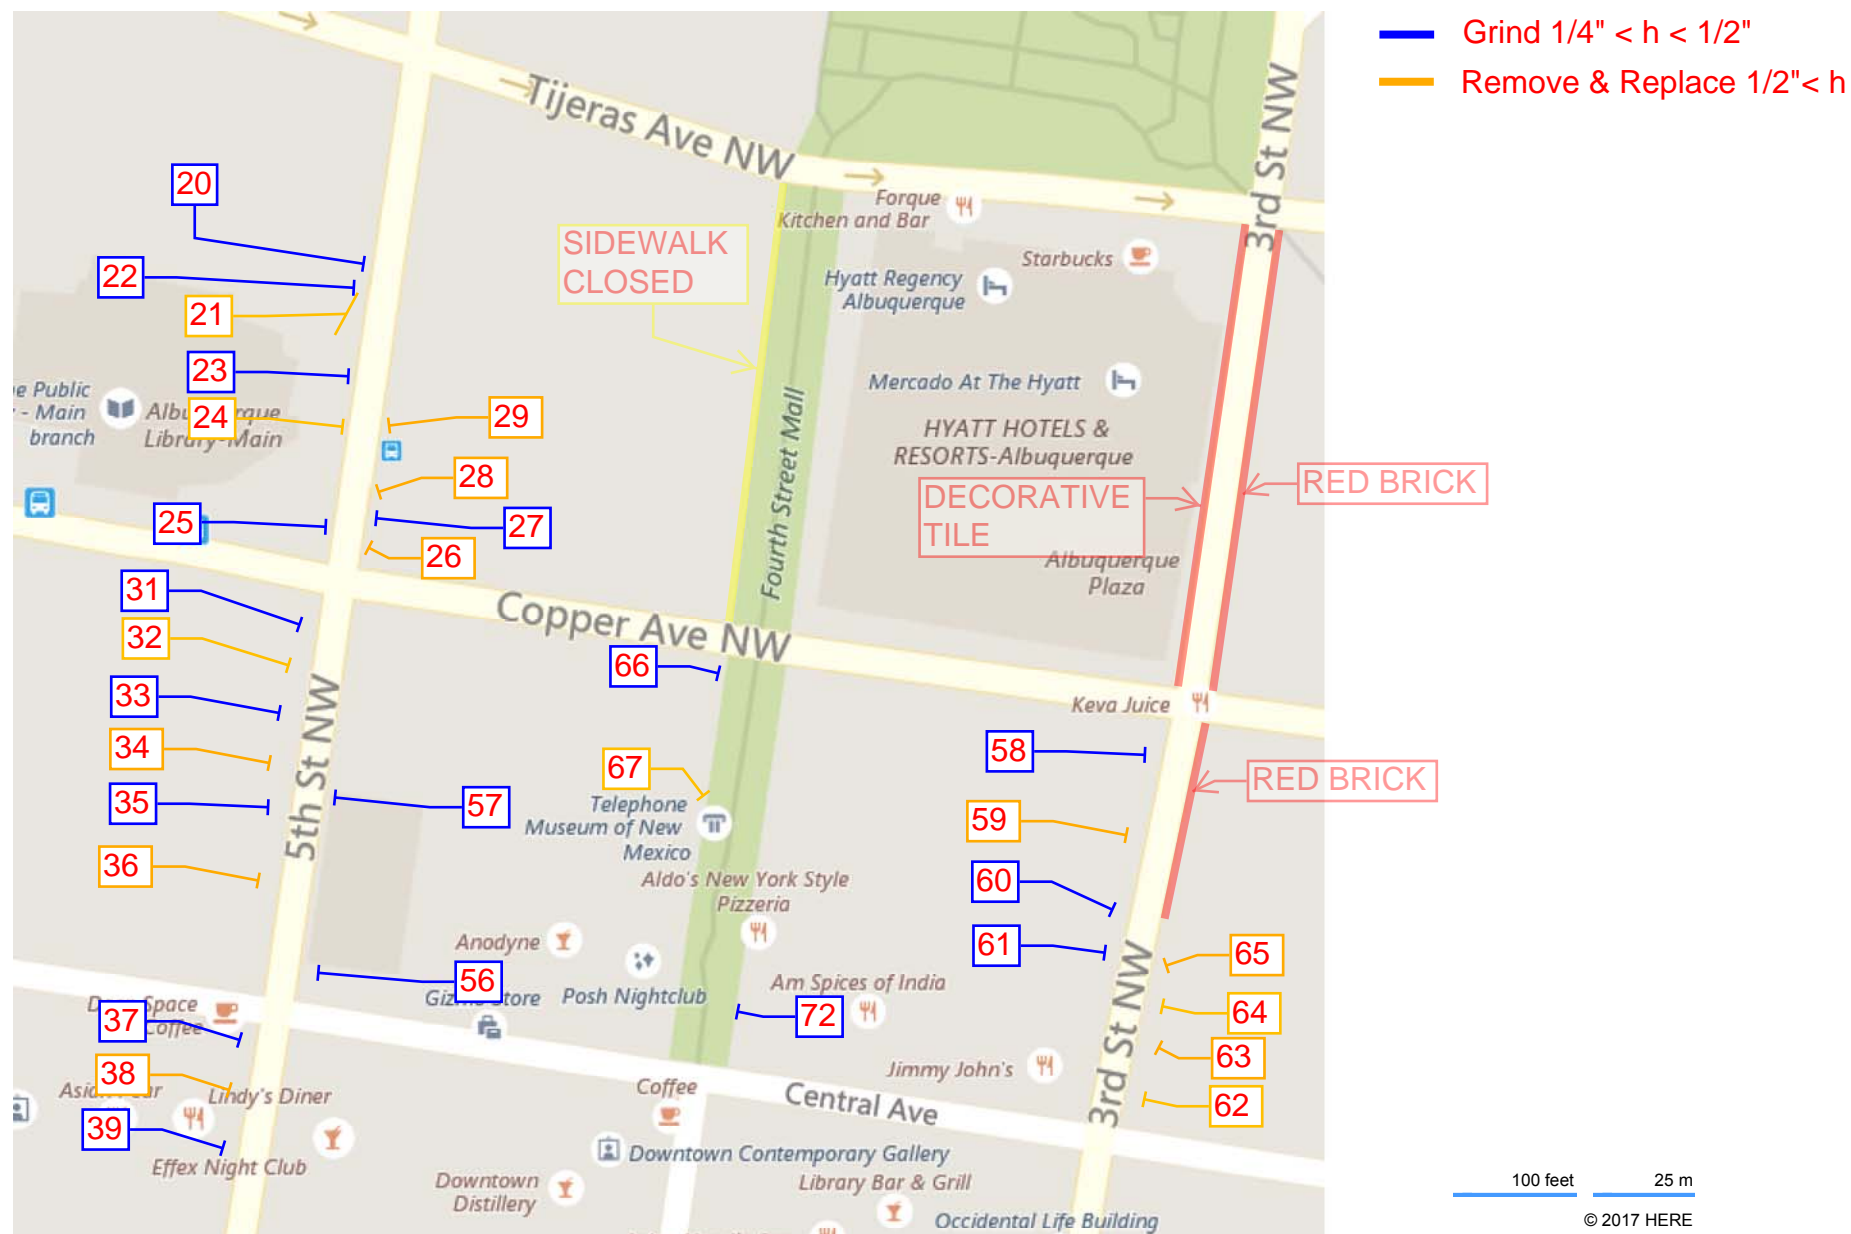 Grind 1/4" < h < 1/2"
Remove & Replace 1/2"< h
Tijeras Ave NW
3rd St NW
20
Forque
Kitchen and Bar
SIDEWALK
CLOSED
Starbucks
22
Hyatt Regency
Albuquerque
21
23
Mercado At The Hyatt
e Public
- Main
branch
24
Library-Main
29
HYATT HOTELS &
RESORTS-Albuquerque
Fourth Street Mall
28
RED BRICK
DECORATIVE
TILE
25
27
26
Albuquerque
Plaza
31
Copper Ave NW
32
66
33
5th St NW
Keva Juice
34
58
67
RED BRICK
35
57
Telephone
Museum of New
Mexico
59
36
Aldo's New York Style
Pizzeria
60
Anodyne
61
65
3rd St NW
56
Posh Nightclub
Am Spices of India
37
72
64
63
38
Lindy's Diner
Coffee
Jimmy John's
Central Ave
62
39
Effex Night Club
Downtown Contemporary Gallery
Downtown
Distillery
Library Bar & Grill
Occidental Life Building
100 feet
25 m
© 2017 HERE